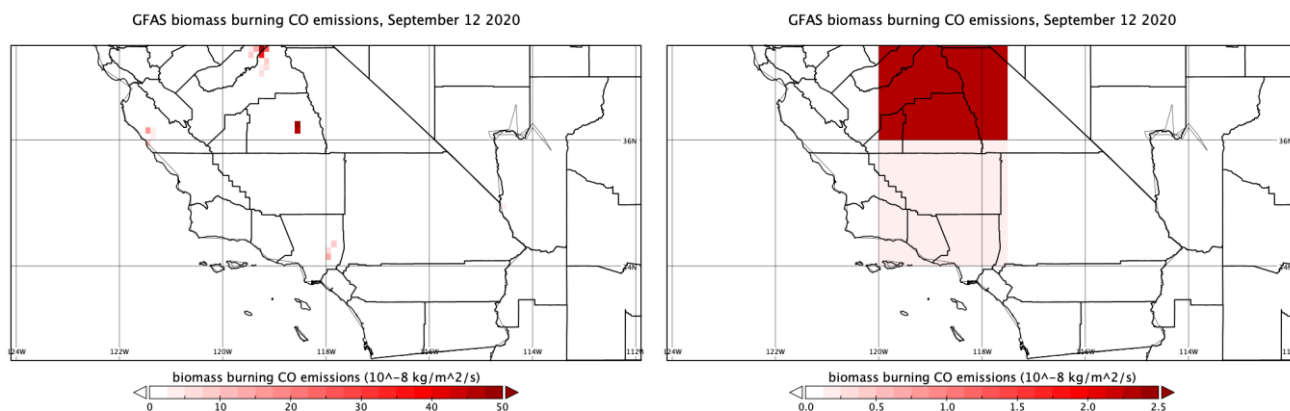 GFAS biomass burning CO emissions, September 12 2020
36N
34N
124W 122W 120W 118W 116W 114W 112W
biomass burning CO emissions (10^-8 kg/m^2/s)
0 10 20 30 40 50
GFAS biomass burning CO emissions, September 12 2020
36N
34N
124W 122W 120W 118W 116W 114W 112W
biomass burning CO emissions (10^-8 kg/m^2/s)
0.0 0.5 1.0 1.5 2.0 2.5